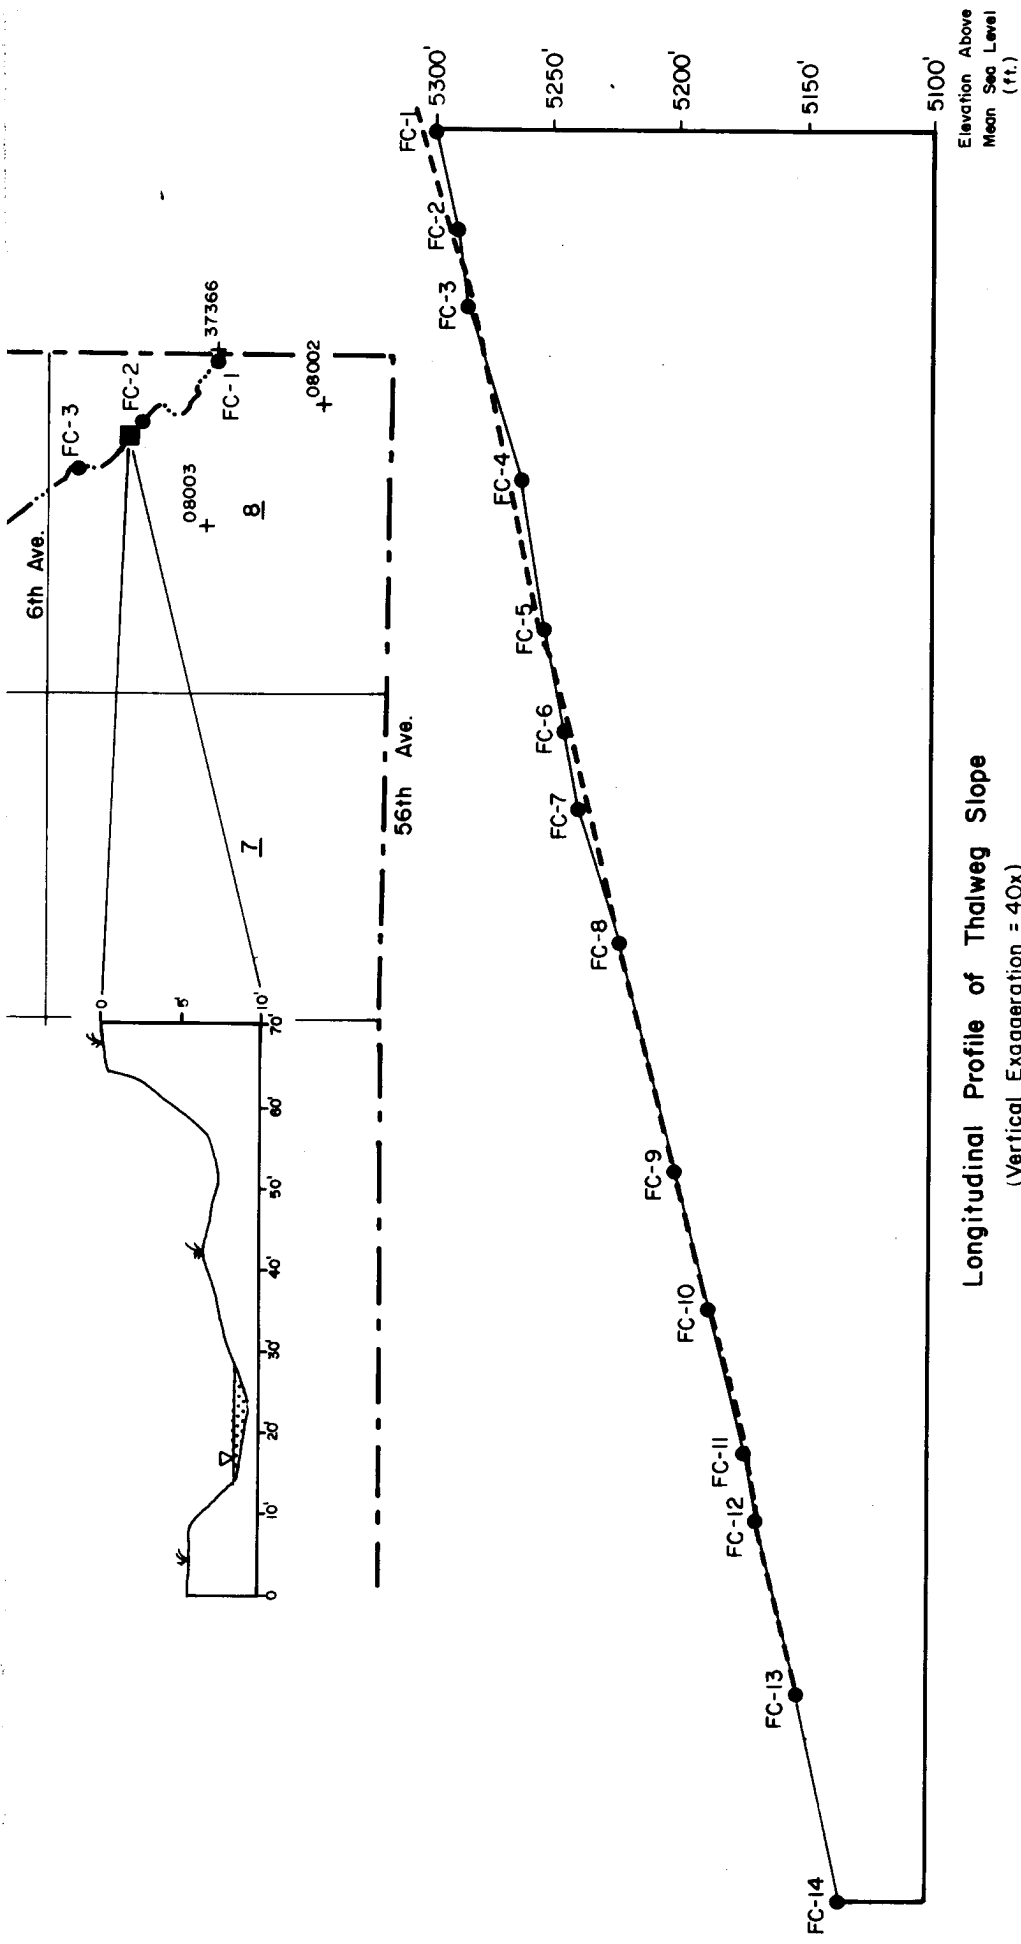 6th Ave.
FC-3
FC-2
FC-1
37366
08002
08003
8
7
56th Ave.
0
5'
10'
70'
60'
50'
40'
30'
20'
10'
0
FC-1
FC-2
FC-3
FC-4
FC-5
FC-6
FC-7
FC-8
FC-9
FC-10
FC-11
FC-12
FC-13
FC-14
5300'
5250'
5200'
5150'
5100'
Elevation Above
Mean Sea Level
(ft.)
Longitudinal Profile of Thalweg Slope
(Vertical Exaggeration = 40x)